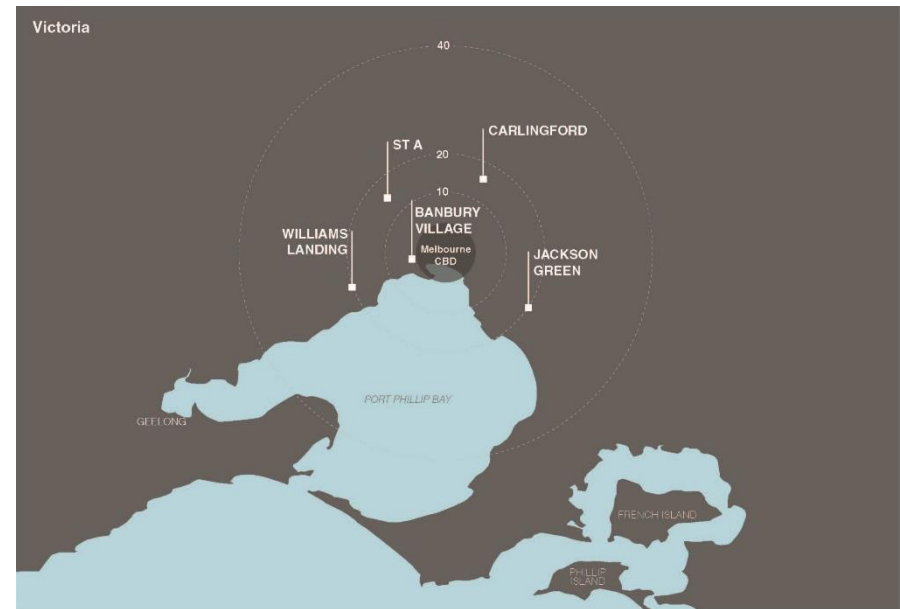 Victoria
40
CARLINGFORD
ST A
20
10
BANBURY
VILLAGE
WILLIAMS
LANDING
Melbourne
CBD
JACKSON
GREEN
PORT PHILLIP BAY
GEELONG
FRENCH ISLAND
PHILLIP
ISLAND